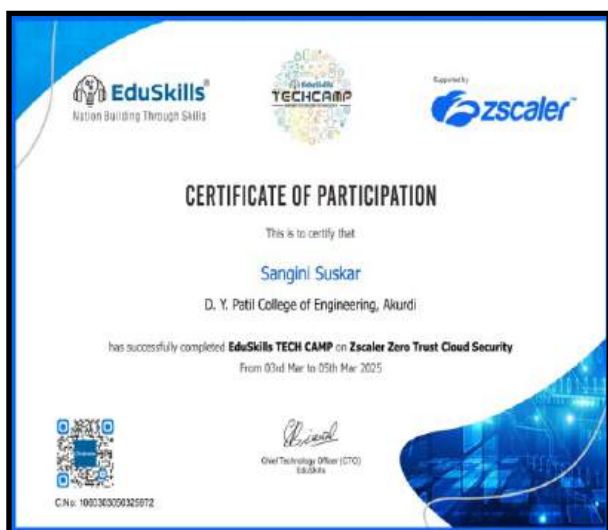 EduSkills®
Nation Building Through Skills
EduSkills
TECHCAMP
Supported by
zscaler™
CERTIFICATE OF PARTICIPATION
This is to certify that
Sangini Suskar
D. Y. Patil College of Engineering, Akurdi
has successfully completed EduSkills TECH CAMP on Zscaler Zero Trust Cloud Security
From 03rd Mar to 05th Mar 2025
Chief Technology Officer (CTO)
EduSkills
C.No: